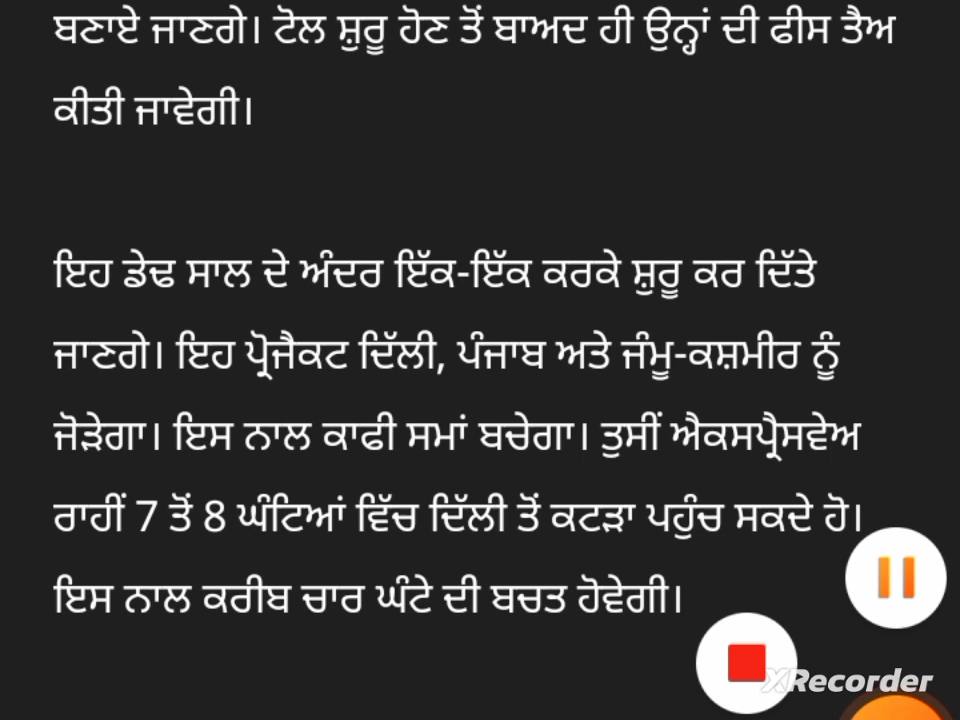 ਬਣਾਏ ਜਾਣਗੇ। ਟੋਲ ਸ਼ੁਰੂ ਹੋਣ ਤੋਂ ਬਾਅਦ ਹੀ ਉਨ੍ਹਾਂ ਦੀ ਫੀਸ ਤੈਅ
ਕੀਤੀ ਜਾਵੇਗੀ।
ਇਹ ਡੇਢ ਸਾਲ ਦੇ ਅੰਦਰ ਇੱਕ-ਇੱਕ ਕਰਕੇ ਸ਼ੁਰੂ ਕਰ ਦਿੱਤੇ
ਜਾਣਗੇ। ਇਹ ਪ੍ਰੋਜੈਕਟ ਦਿੱਲੀ, ਪੰਜਾਬ ਅਤੇ ਜੰਮੂ-ਕਸ਼ਮੀਰ ਨੂੰ
ਜੋੜੇਗਾ। ਇਸ ਨਾਲ ਕਾਫੀ ਸਮਾਂ ਬਚੇਗਾ। ਤੁਸੀਂ ਐਕਸਪ੍ਰੈਸਵੇਅ
ਰਾਹੀਂ 7 ਤੋਂ 8 ਘੰਟਿਆਂ ਵਿੱਚ ਦਿੱਲੀ ਤੋਂ ਕਟੜਾ ਪਹੁੰਚ ਸਕਦੇ ਹੋ।
ਇਸ ਨਾਲ ਕਰੀਬ ਚਾਰ ਘੰਟੇ ਦੀ ਬਚਤ ਹੋਵੇਗੀ।
XRecorder